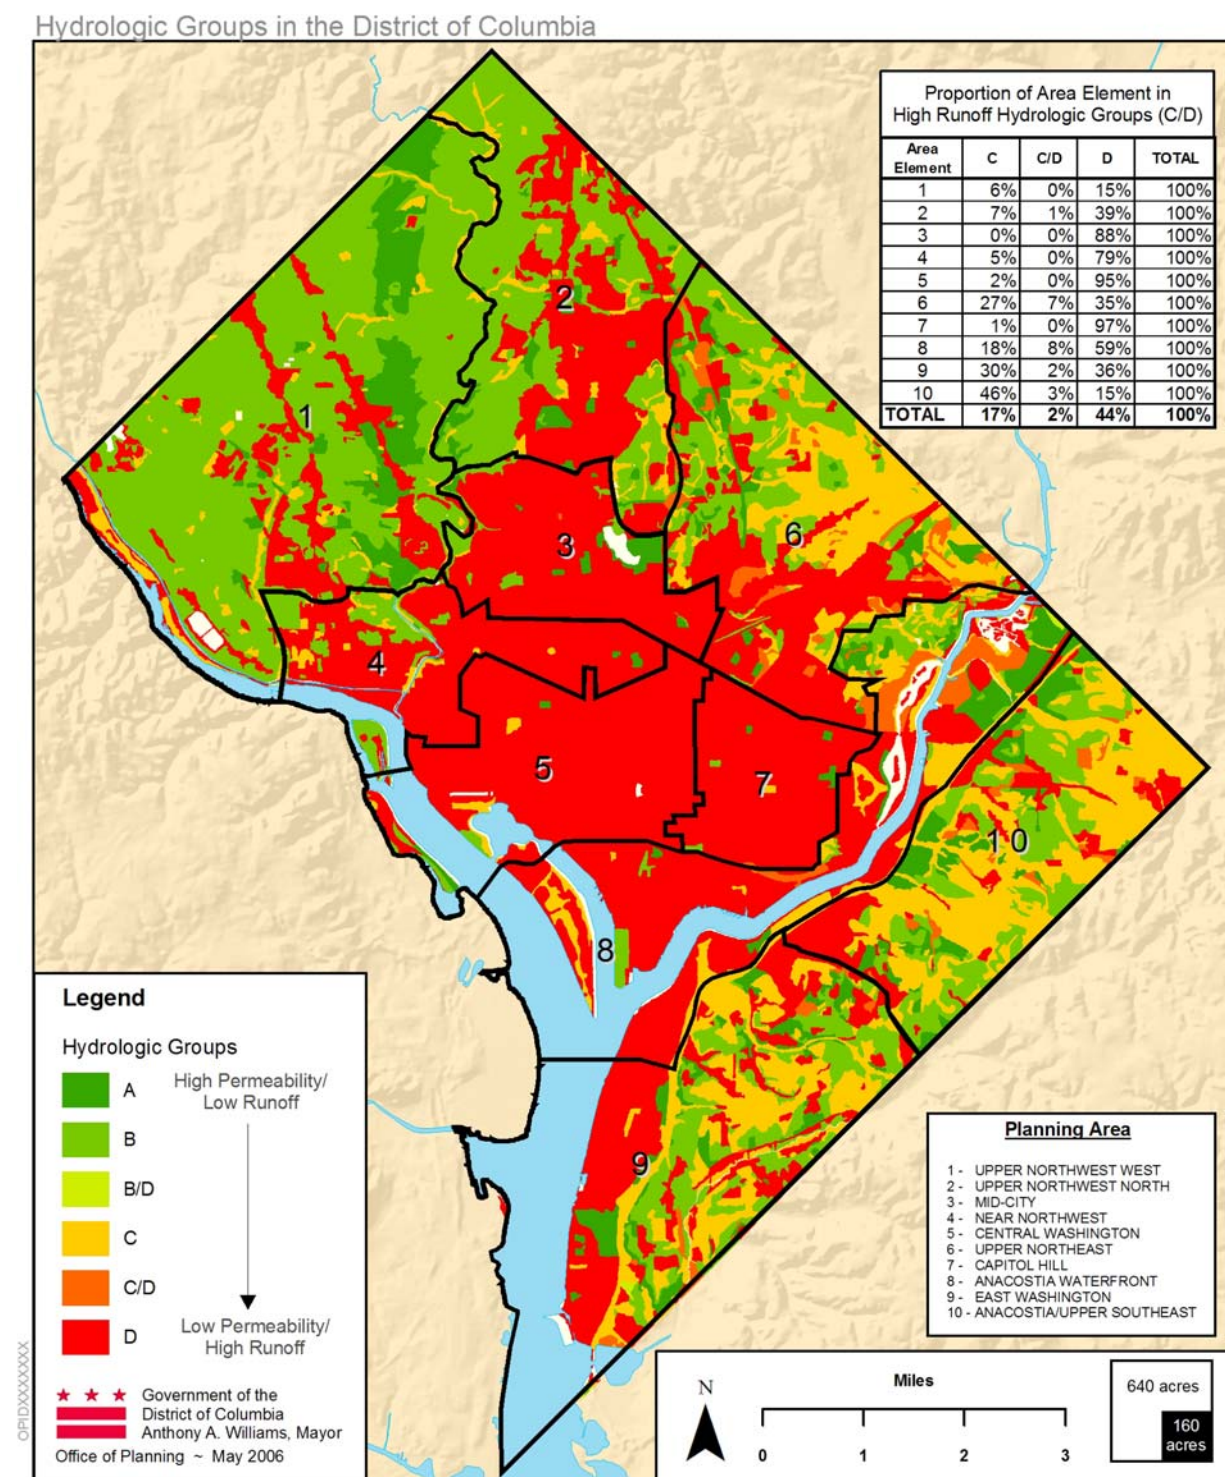 Hydrologic Groups in the District of Columbia
Proportion of Area Element in
High Runoff Hydrologic Groups (C/D)
Area Element C C/D D TOTAL
1 6% 0% 15% 100%
2 7% 1% 39% 100%
3 0% 0% 88% 100%
4 5% 0% 79% 100%
5 2% 0% 95% 100%
6 27% 7% 35% 100%
7 1% 0% 97% 100%
8 18% 8% 59% 100%
9 30% 2% 36% 100%
10 46% 3% 15% 100%
TOTAL 17% 2% 44% 100%
2
1
6
3
4
5
7
10
8
9
Legend
Hydrologic Groups
A
High Permeability/
Low Runoff
B
B/D
C
C/D
D
Low Permeability/
High Runoff
Government of the
District of Columbia
Anthony A. Williams, Mayor
Office of Planning ~ May 2006
OPIDXXXXXXX
Planning Area
1 - UPPER NORTHWEST WEST
2 - UPPER NORTHWEST NORTH
3 - MID-CITY
4 - NEAR NORTHWEST
5 - CENTRAL WASHINGTON
6 - UPPER NORTHEAST
7 - CAPITOL HILL
8 - ANACOSTIA WATERFRONT
9 - EAST WASHINGTON
10 - ANACOSTIA/UPPER SOUTHEAST
N
Miles
0 1 2 3
640 acres
160
acres